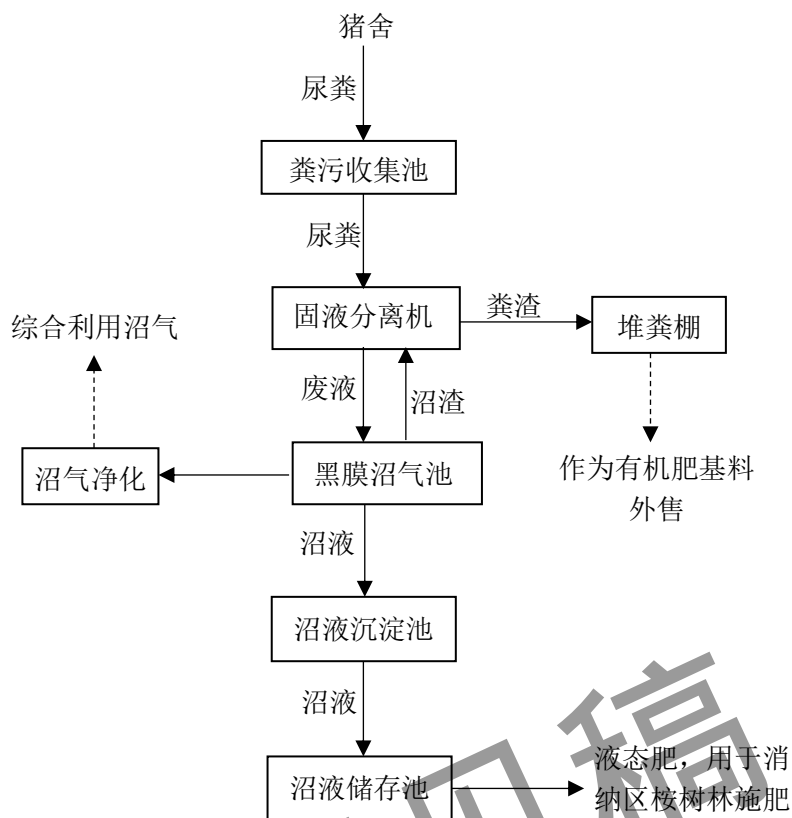 猪舍
尿粪
粪污收集池
尿粪
固液分离机
粪渣
堆粪棚
综合利用沼气
废液
沼渣
沼气净化
黑膜沼气池
作为有机肥基料
外售
沼液
沼液沉淀池
沼液
沼液储存池
液态肥，用于消
纳区桉树林施肥
见稿